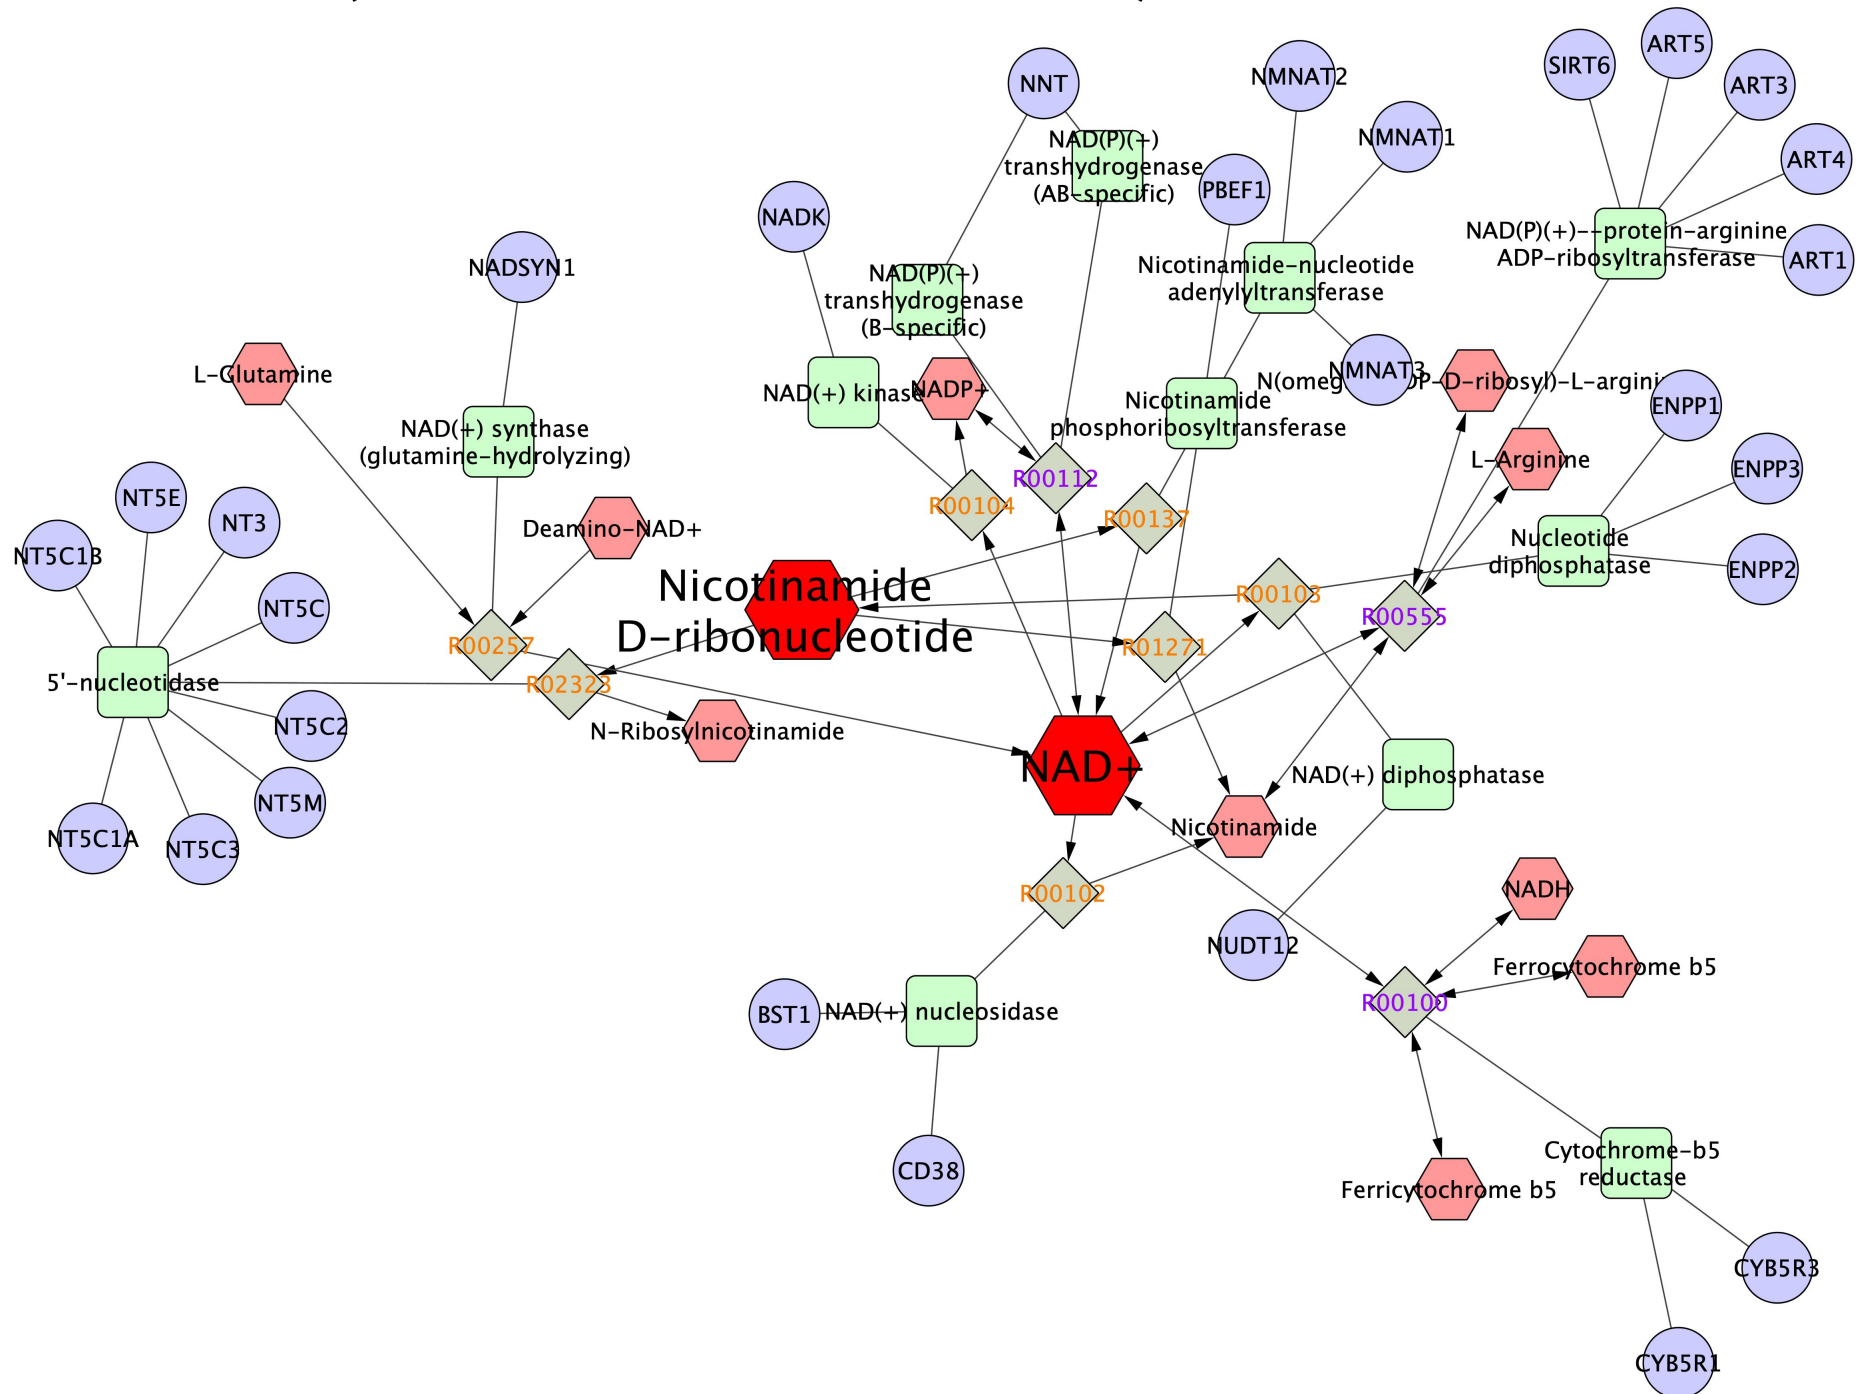 NNT
NMNAT2
SIRT6
ART5
ART3
ART4
ART1
NMNAT1
PBEF1
NAD(P)(+)
transhydrogenase
(AB-specific)
NADK
NADSYN1
NAD(P)(+)
transhydrogenase
(B-specific)
Nicotinamide-nucleotide
adenylyltransferase
NAD(P)(+)--protein-arginine
ADP-ribosyltransferase
L-Glutamine
NAD(+) kinase
NADP+
Nicotinamide
phosphoribosyltransferase
NMNAT3
N(omeg
P-D-ribosyl)-L-argini
ENPP1
NAD(+) synthase
(glutamine-hydrolyzing)
L-Arginine
ENPP3
R00112
R00104
R00137
NT5E
NT3
NT5C1B
Deamino-NAD+
Nucleotide
diphosphatase
ENPP2
NT5C
Nicotinamide
D-ribonucleotide
R00103
R00555
R00257
R01271
5'-nucleotidase
R02323
NT5C2
N-Ribosylnicotinamide
NAD+
NAD(+) diphosphatase
NT5M
NT5C1A
NT5C3
Nicotinamide
R00102
NADH
NUDT12
Ferrocytochrome b5
R00100
BST1
NAD(+) nucleosidase
CD38
Cytochrome-b5
reductase
Ferricytochrome b5
CYB5R3
CYB5R1